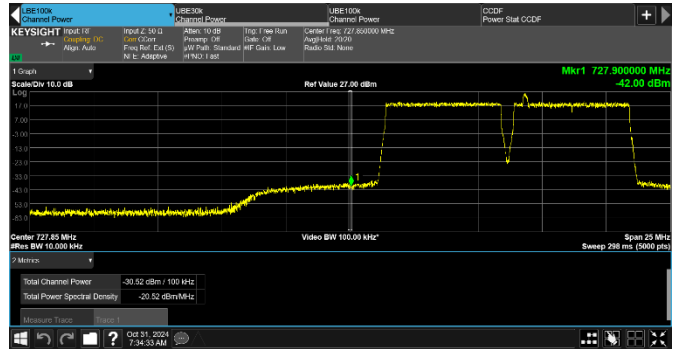 LBE100k
Channel Power
UBE30k
Channel Power
UBE100k
Channel Power
CCDF
Power Stat CCDF
KEYSIGHT
Input: RF
Coupling: DC
Align: Auto
Input Z: 50 Ω
Corr CCorr
Freq Ref: Ext (S)
NFE: Adaptive
Atten: 10 dB
Preamp: Off
µW Path: Standard
#PNO: Fast
Trig: Free Run
Gate: Off
#IF Gain: Low
Center Freq: 727.850000 MHz
Avg|Hold: 20/20
Radio Std: None
1 Graph
Mkr1 727.900000 MHz
Scale/Div 10.0 dB
Ref Value 27.00 dBm
-42.00 dBm
Log
17.0
7.00
-3.00
-13.0
-23.0
-33.0
-43.0
-53.0
-63.0
1
Center 727.85 MHz
Video BW 100.00 kHz*
Span 25 MHz
#Res BW 10.000 kHz
Sweep 298 ms (5000 pts)
2 Metrics
Total Channel Power
-30.52 dBm / 100 kHz
Total Power Spectral Density
-20.52 dBm/MHz
Measure Trace
Trace 1
?
Oct 31, 2024
7:34:33 AM